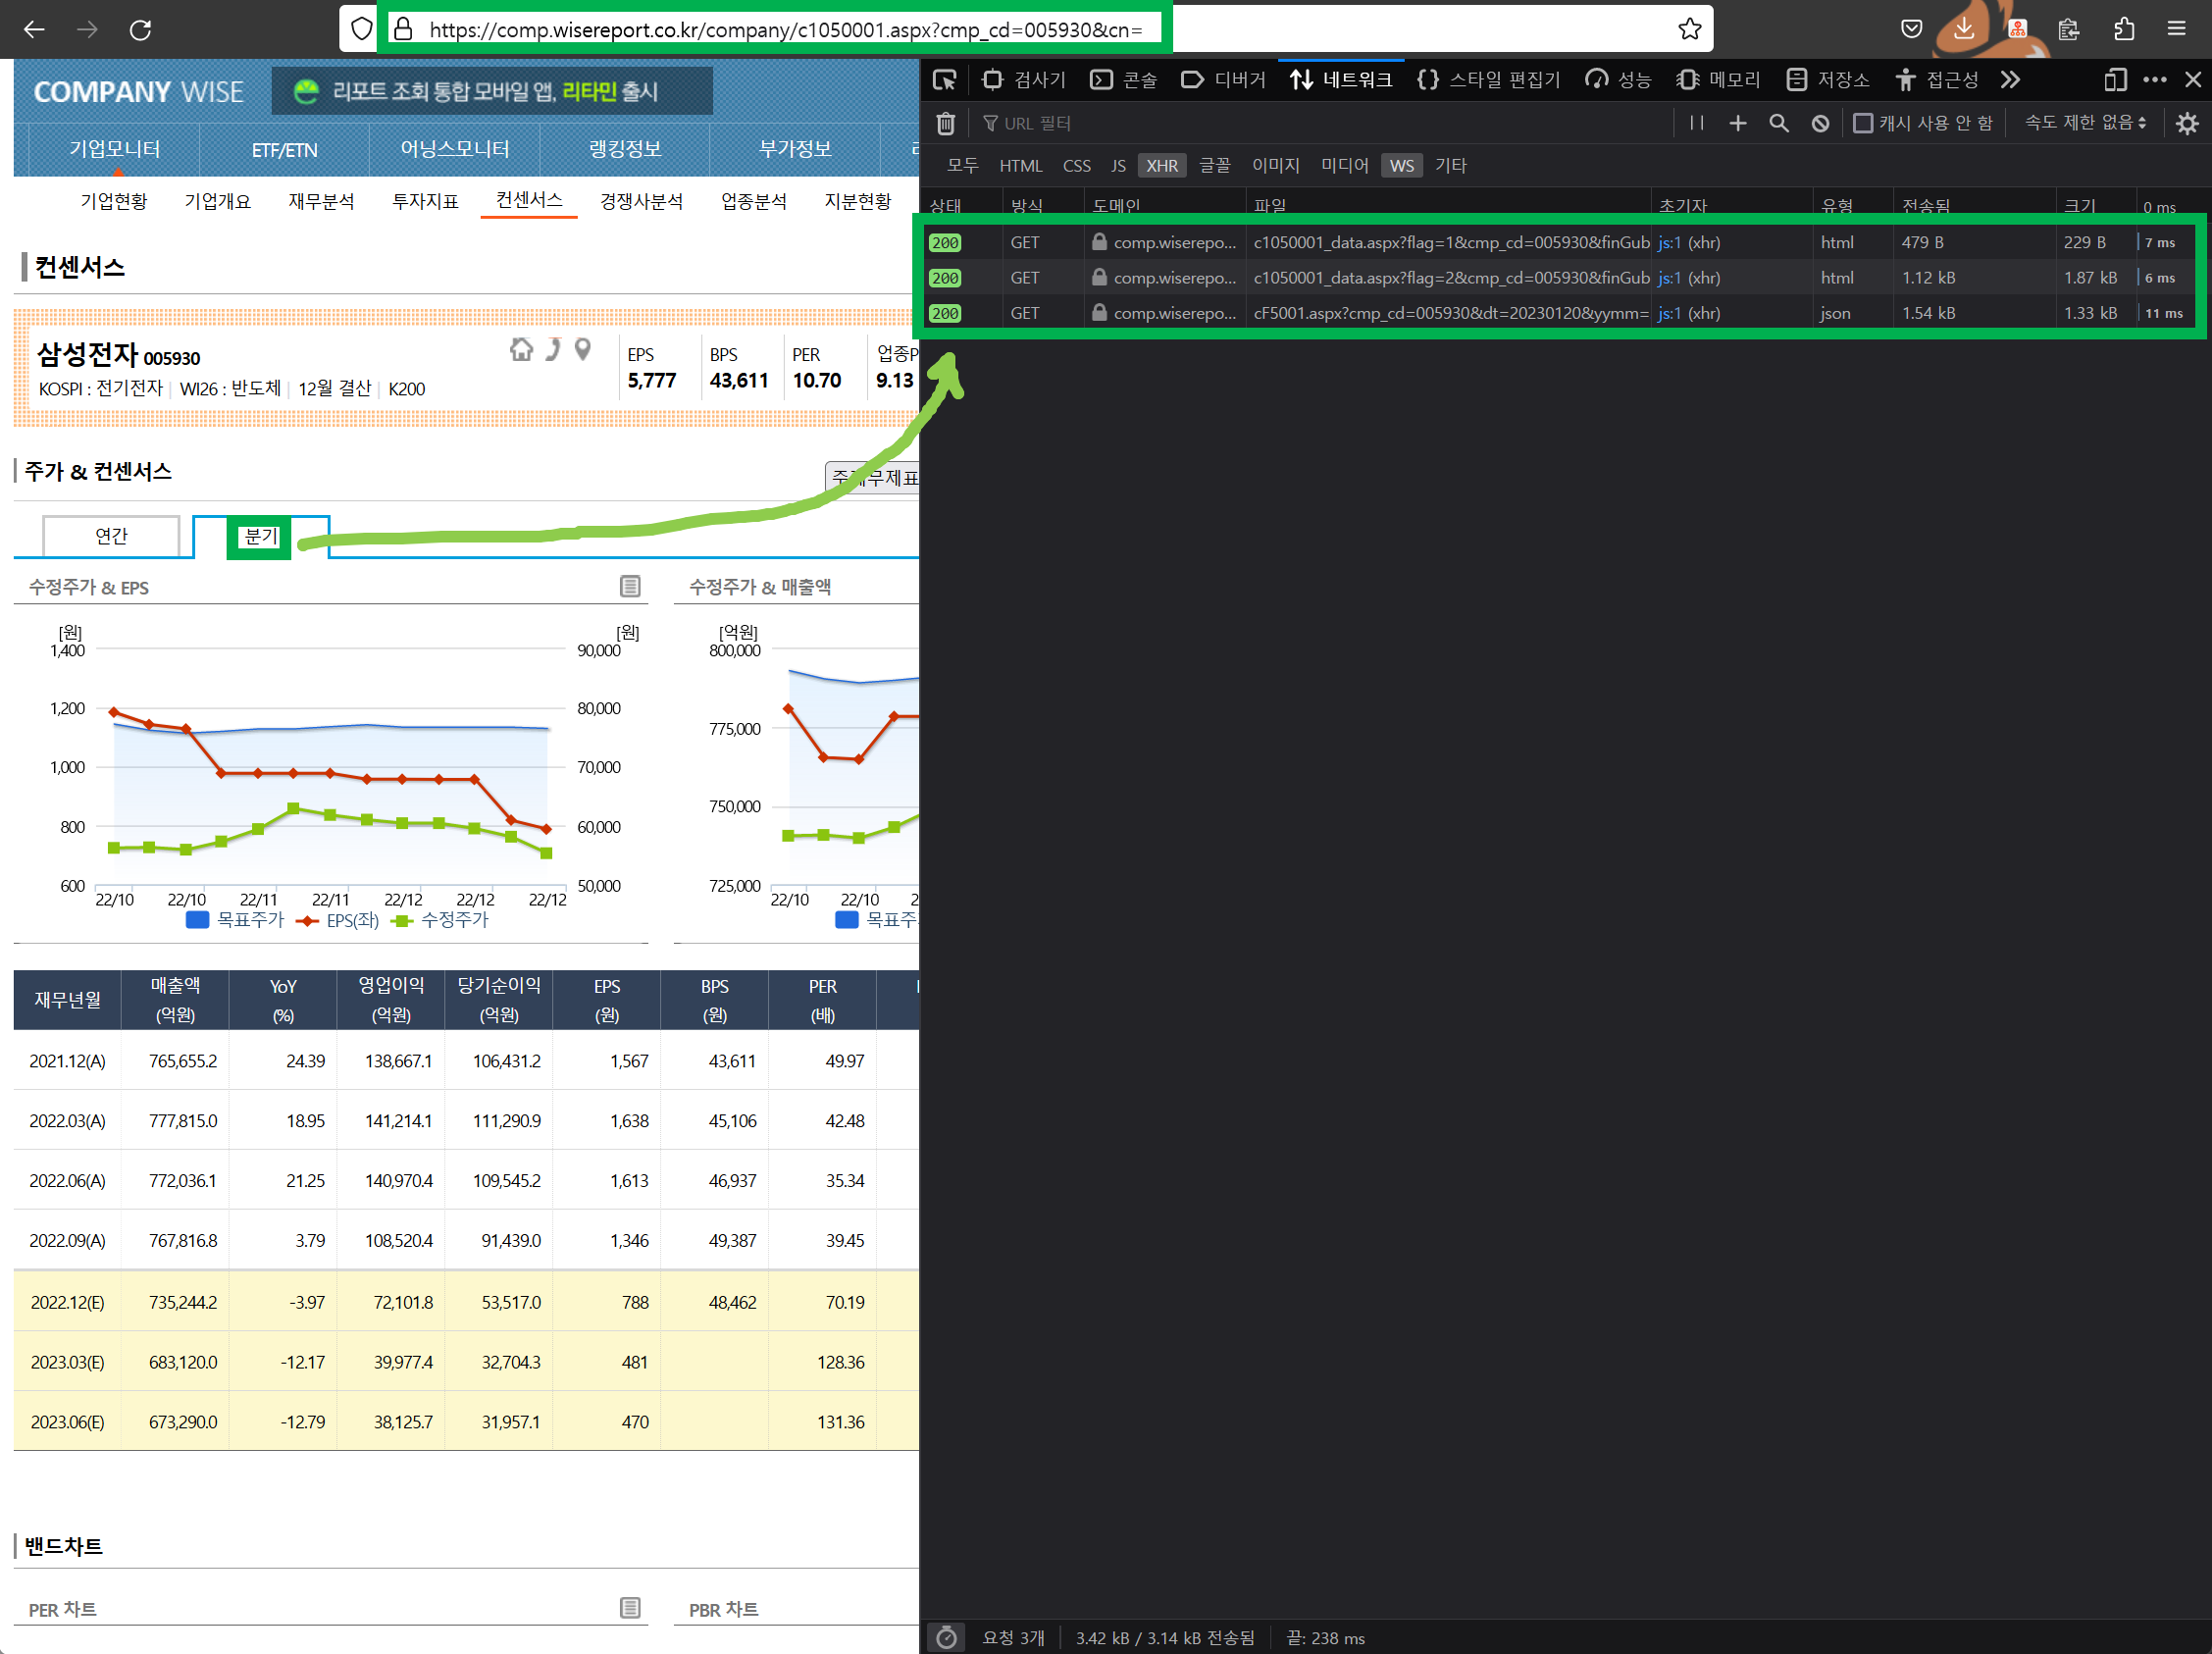 https://comp.wisereport.co.kr/company/c1050001.aspx?cmp_cd=005930&cn=
COMPANY WISE
리포트 조회 통합 모바일 앱, 리타민 출시
기업모니터 ETF/ETN 어닝스모니터 랭킹정보 부가정보
기업현황 기업개요 재무분석 투자지표 컨센서스 경쟁사분석 업종분석 지분현황
컨센서스
삼성전자 005930
KOSPI : 전기전자 WI26 : 반도체 12월 결산 K200
EPS BPS PER 업종P
5,777 43,611 10.70 9.13
주가 & 컨센서스
연간 분기
수정주가 & EPS
[원] [원]
1,400 90,000
1,200 80,000
1,000 70,000
800 60,000
600 50,000
22/10 22/10 22/11 22/11 22/12 22/12 22/12
목표주가 EPS(좌) 수정주가
수정주가 & 매출액
[억원]
800,000
775,000
750,000
725,000
22/10 22/10 2
목표주
재무년월 매출액 (억원) YoY (%) 영업이익 (억원) 당기순이익 (억원) EPS (원) BPS (원) PER (배)
2021.12(A) 765,655.2 24.39 138,667.1 106,431.2 1,567 43,611 49.97
2022.03(A) 777,815.0 18.95 141,214.1 111,290.9 1,638 45,106 42.48
2022.06(A) 772,036.1 21.25 140,970.4 109,545.2 1,613 46,937 35.34
2022.09(A) 767,816.8 3.79 108,520.4 91,439.0 1,346 49,387 39.45
2022.12(E) 735,244.2 -3.97 72,101.8 53,517.0 788 48,462 70.19
2023.03(E) 683,120.0 -12.17 39,977.4 32,704.3 481 128.36
2023.06(E) 673,290.0 -12.79 38,125.7 31,957.1 470 131.36
밴드차트
PER 차트 PBR 차트
검사기 콘솔 디버거 네트워크 스타일 편집기 성능 메모리 저장소 접근성
URL 필터 캐시 사용 안 함 속도 제한 없음
모두 HTML CSS JS XHR 글꼴 이미지 미디어 WS 기타
상태 방식 도메인 파일 초기자 유형 전송됨 크기 0 ms
200 GET comp.wiserepo... c1050001_data.aspx?flag=1&cmp_cd=005930&finGub js:1 (xhr) html 479 B 229 B 7 ms
200 GET comp.wiserepo... c1050001_data.aspx?flag=2&cmp_cd=005930&finGub js:1 (xhr) html 1.12 kB 1.87 kB 6 ms
200 GET comp.wiserepo... cF5001.aspx?cmp_cd=005930&dt=20230120&yymm= js:1 (xhr) json 1.54 kB 1.33 kB 11 ms
요청 3개 3.42 kB / 3.14 kB 전송됨 끝: 238 ms